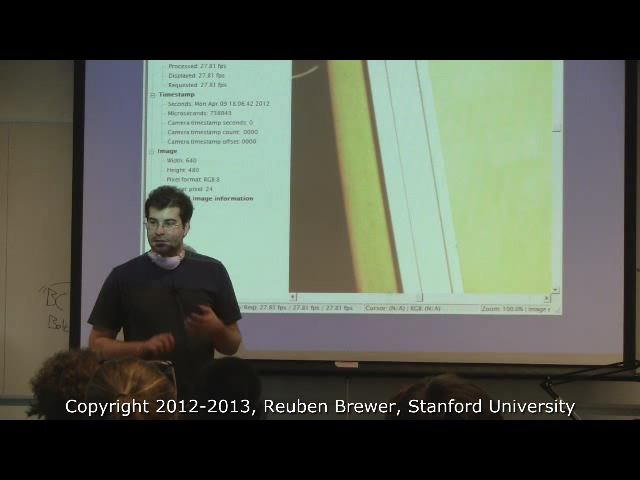 Processed: 27.81 fps
Displayed: 27.81 fps
Requested: 27.81 fps
Timestamp
Seconds: Mon Apr 09 18:06:42 2012
Microseconds: 758843
Camera timestamp seconds: 0
Camera timestamp count: 0000
Camera timestamp offset: 0000
Image
Width: 640
Height: 480
Pixel format: RGB 8
pixel: 24
image information
27.81 fps / 27.81 fps / 27.81 fps
Cursor: (N/A) | RGB: (N/A)
Zoom: 100.0%
Copyright 2012-2013, Reuben Brewer, Stanford University